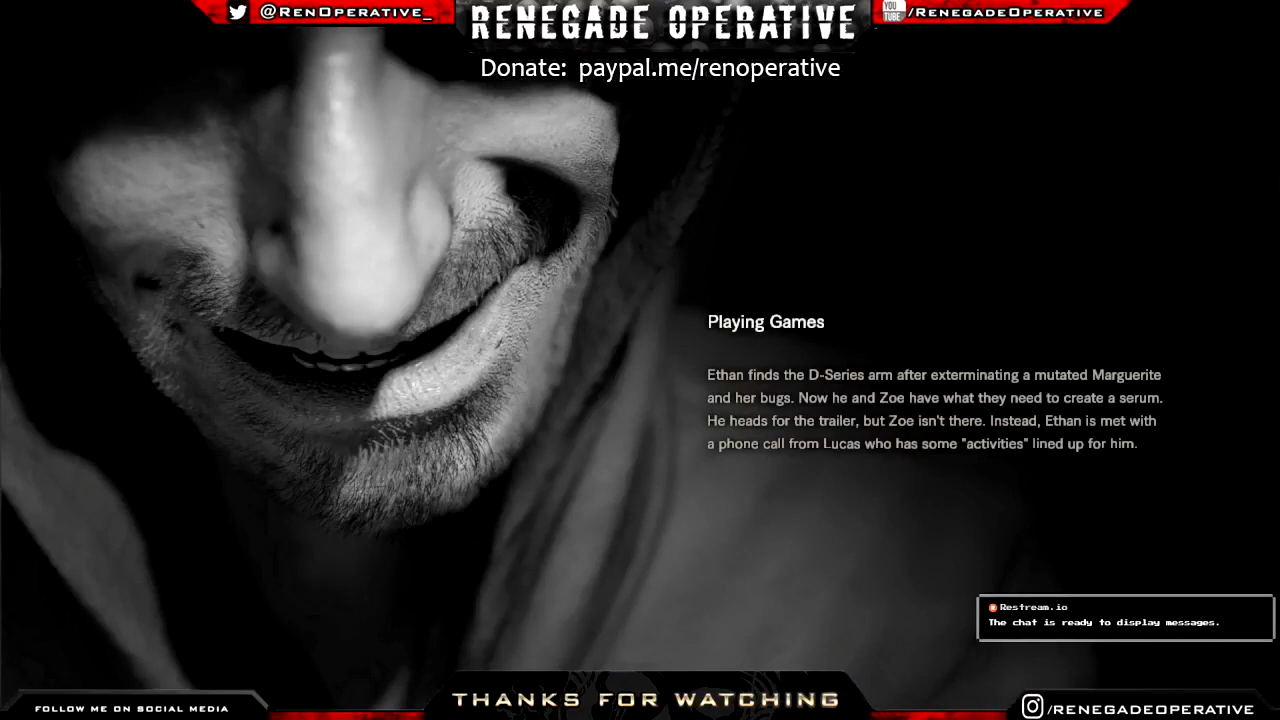 @RenOperative_
RENEGADE OPERATIVE
YOU TUBE /RenegadeOperative
Donate: paypal.me/renoperative
Playing Games
Ethan finds the D-Series arm after exterminating a mutated Marguerite
and her bugs. Now he and Zoe have what they need to create a serum.
He heads for the trailer, but Zoe isn't there. Instead, Ethan is met with
a phone call from Lucas who has some "activities" lined up for him.
Restream.io
The chat is ready to display messages.
FOLLOW ME ON SOCIAL MEDIA
THANKS FOR WATCHING
/RENEGADEOPERATIVE